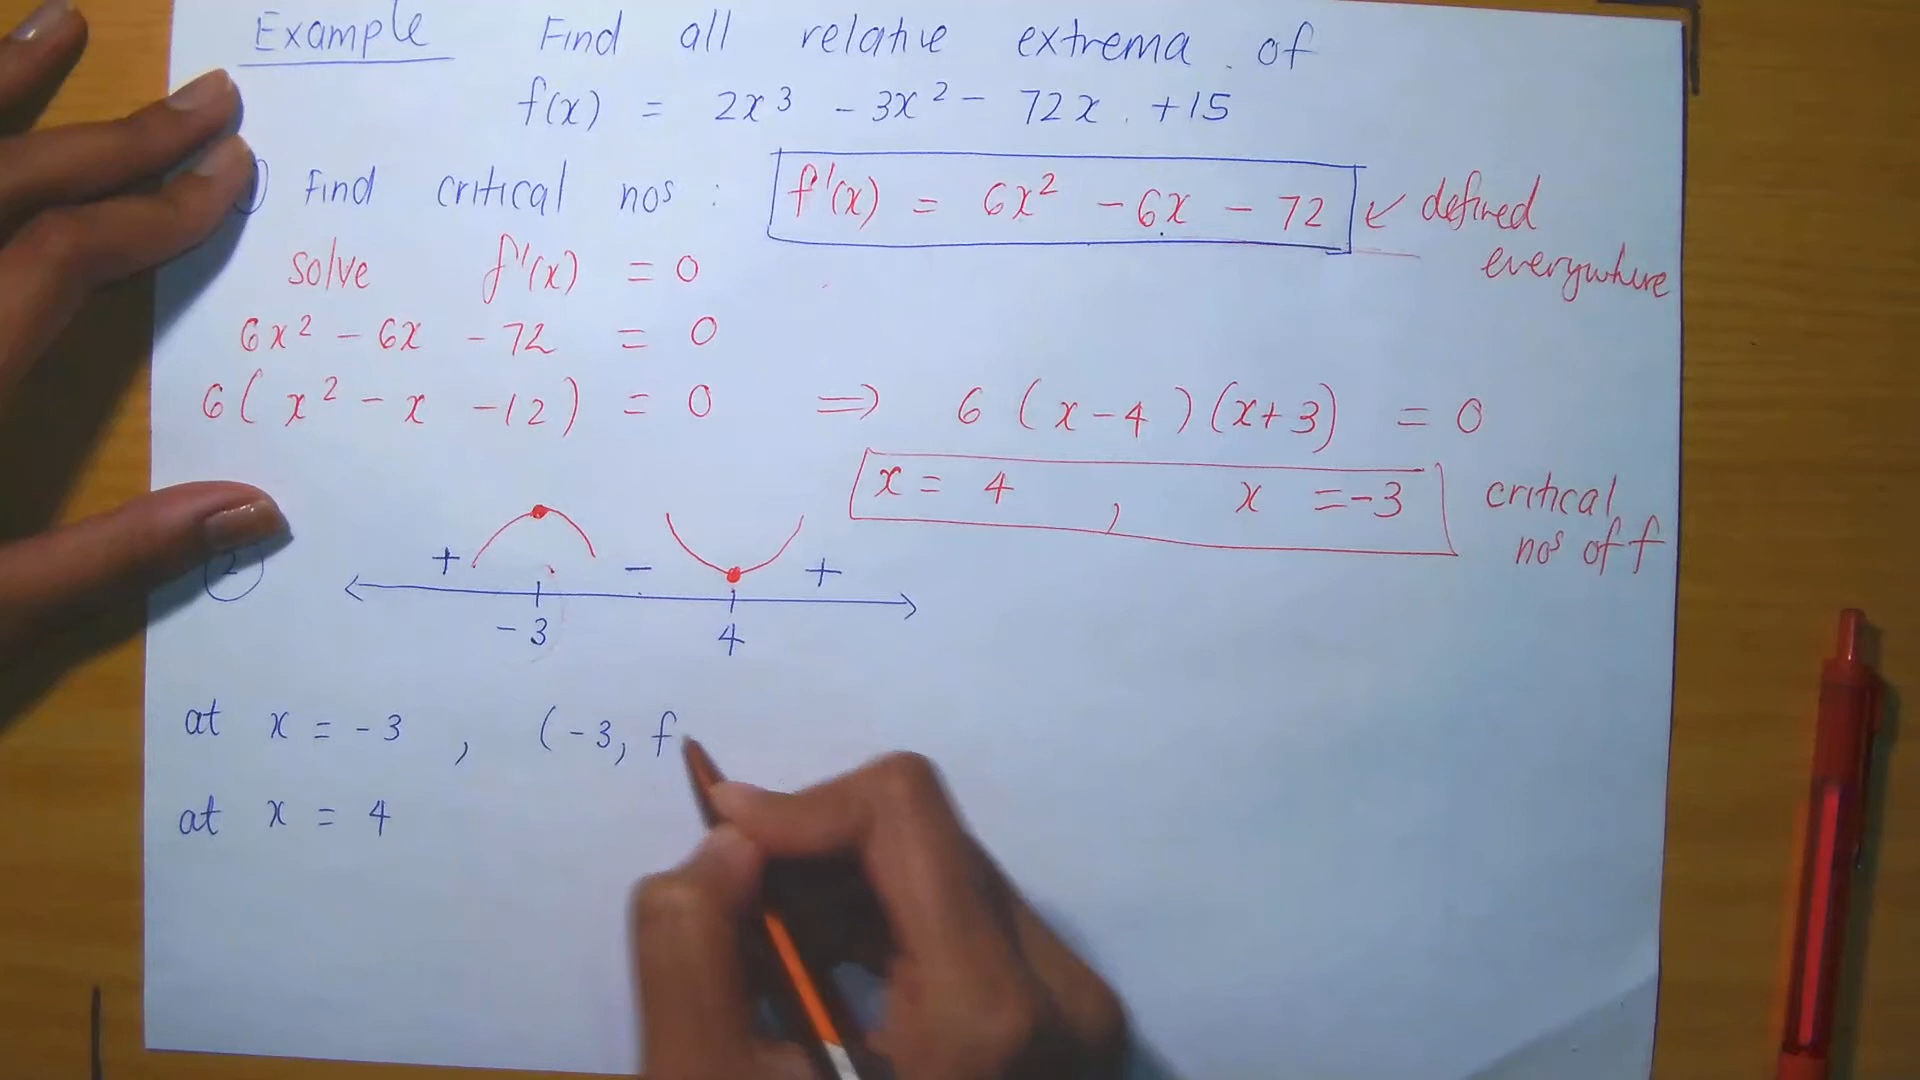 Example Find all relative extrema of
f(x) = 2x³ - 3x² - 72x + 15
① Find critical nos : f'(x) = 6x² - 6x - 72 ↙ defined everywhere
solve f'(x) = 0
6x² - 6x - 72 = 0
6( x² - x - 12 ) = 0 ⟹ 6 ( x - 4 ) ( x + 3 ) = 0
x = 4 , x = -3 critical nos of f
②
+ - +
-3 4
at x = -3 , (-3, f
at x = 4